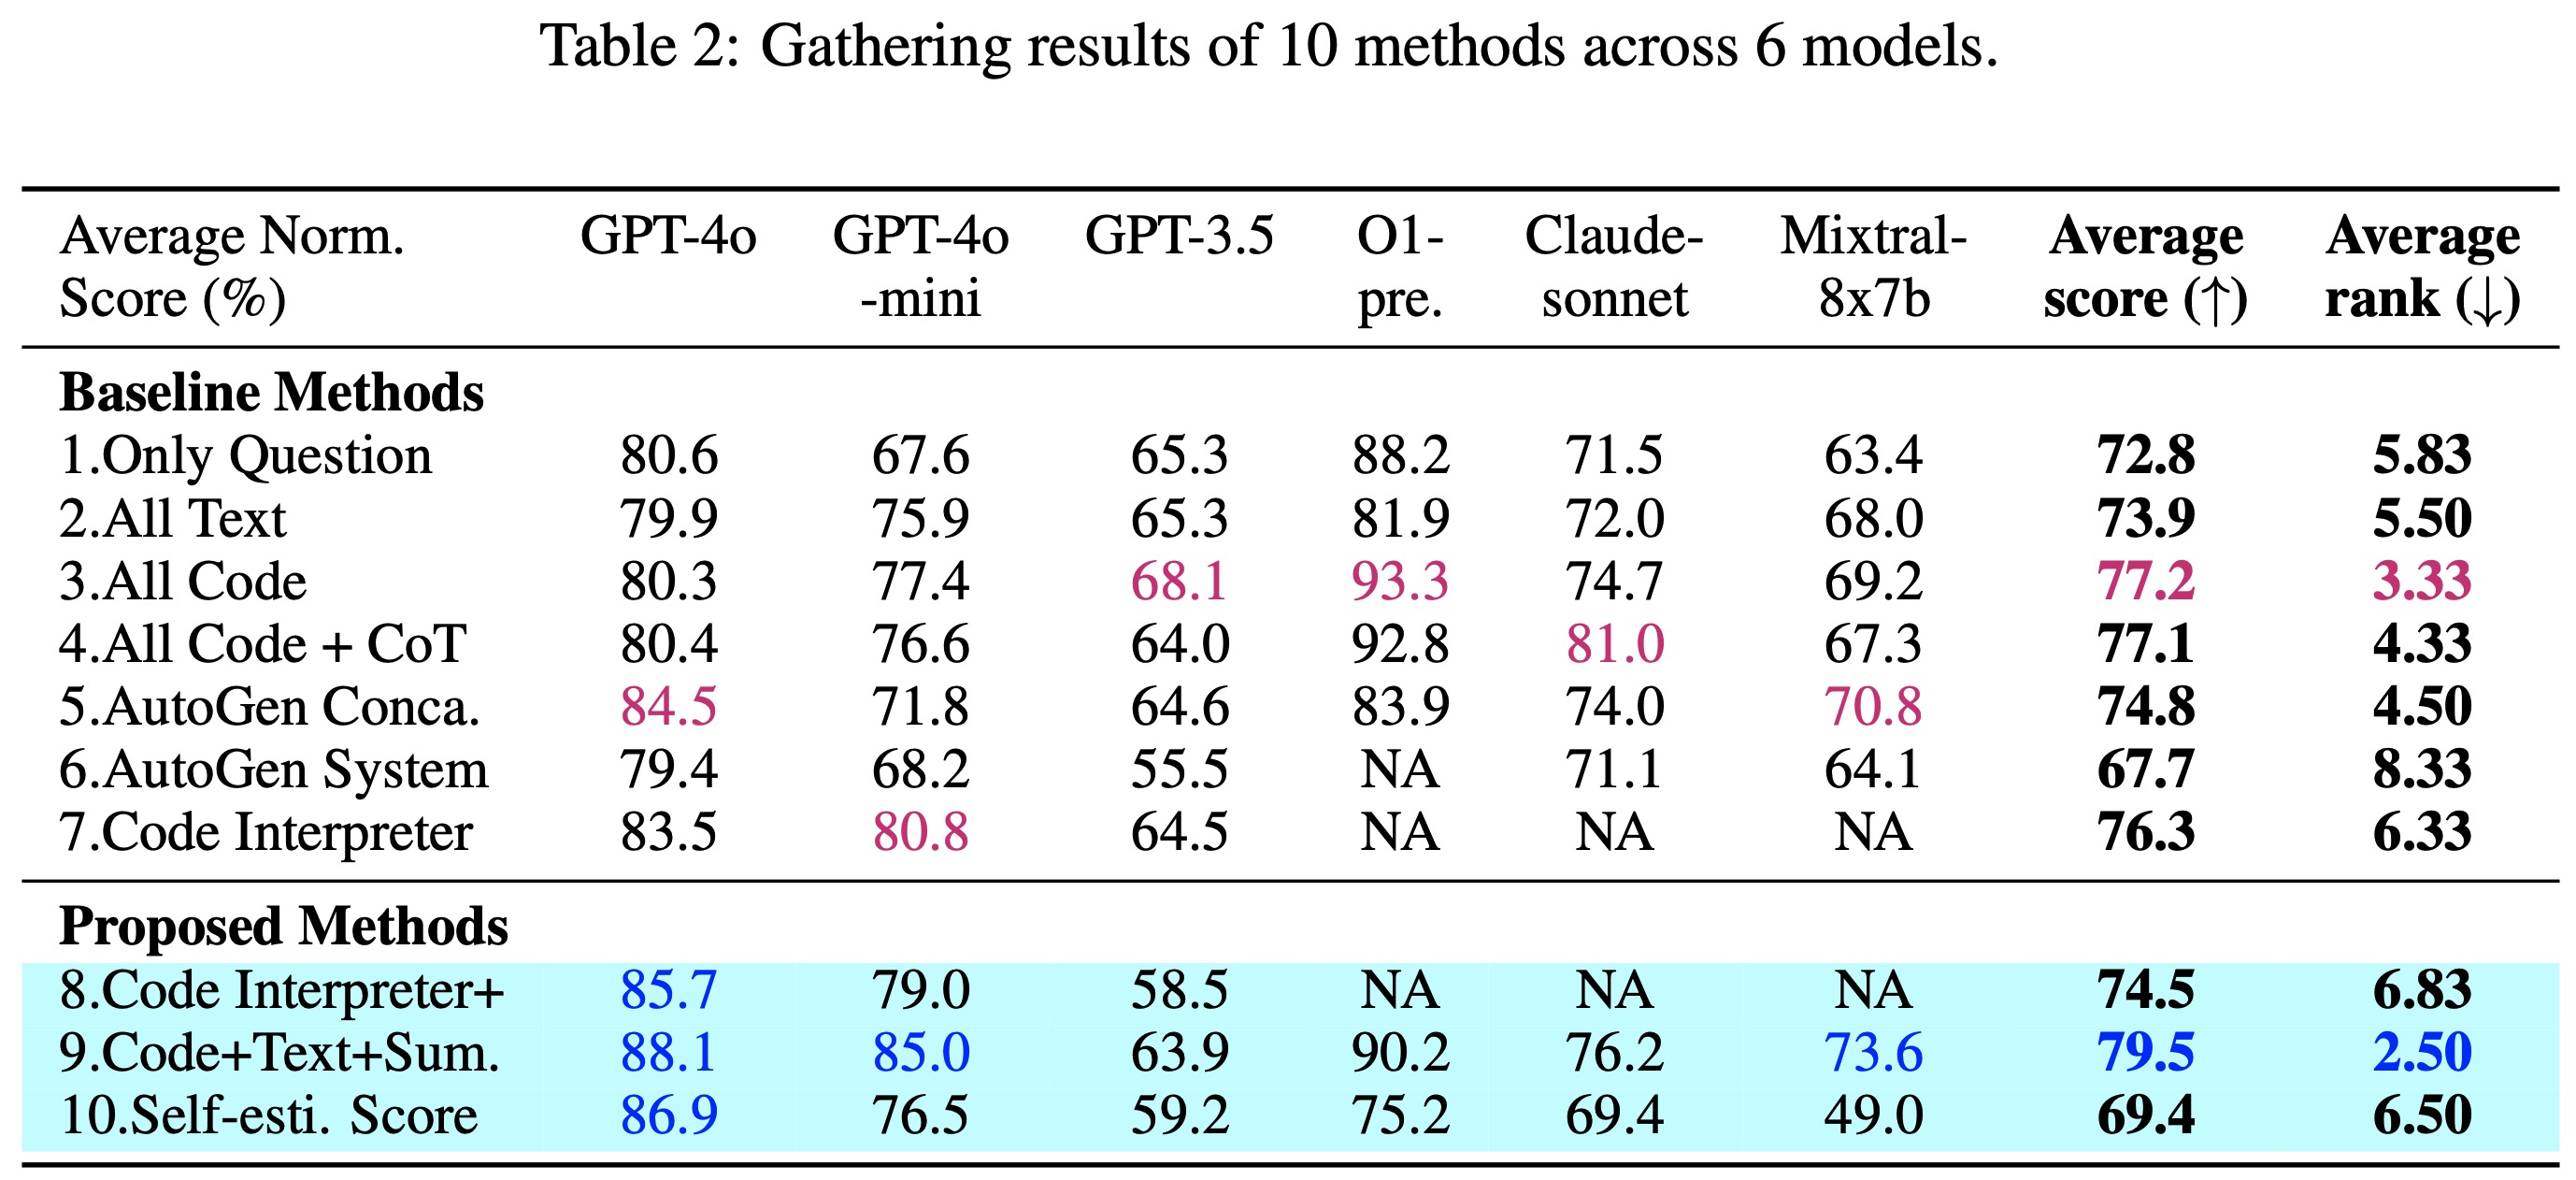 Table 2: Gathering results of 10 methods across 6 models.
Average Norm. GPT-4o GPT-4o GPT-3.5 O1- Claude- Mixtral- Average Average
Score (%) -mini pre. sonnet 8x7b score (↑) rank (↓)
Baseline Methods
1.Only Question 80.6 67.6 65.3 88.2 71.5 63.4 72.8 5.83
2.All Text 79.9 75.9 65.3 81.9 72.0 68.0 73.9 5.50
3.All Code 80.3 77.4 68.1 93.3 74.7 69.2 77.2 3.33
4.All Code + CoT 80.4 76.6 64.0 92.8 81.0 67.3 77.1 4.33
5.AutoGen Conca. 84.5 71.8 64.6 83.9 74.0 70.8 74.8 4.50
6.AutoGen System 79.4 68.2 55.5 NA 71.1 64.1 67.7 8.33
7.Code Interpreter 83.5 80.8 64.5 NA NA NA 76.3 6.33
Proposed Methods
8.Code Interpreter+ 85.7 79.0 58.5 NA NA NA 74.5 6.83
9.Code+Text+Sum. 88.1 85.0 63.9 90.2 76.2 73.6 79.5 2.50
10.Self-esti. Score 86.9 76.5 59.2 75.2 69.4 49.0 69.4 6.50